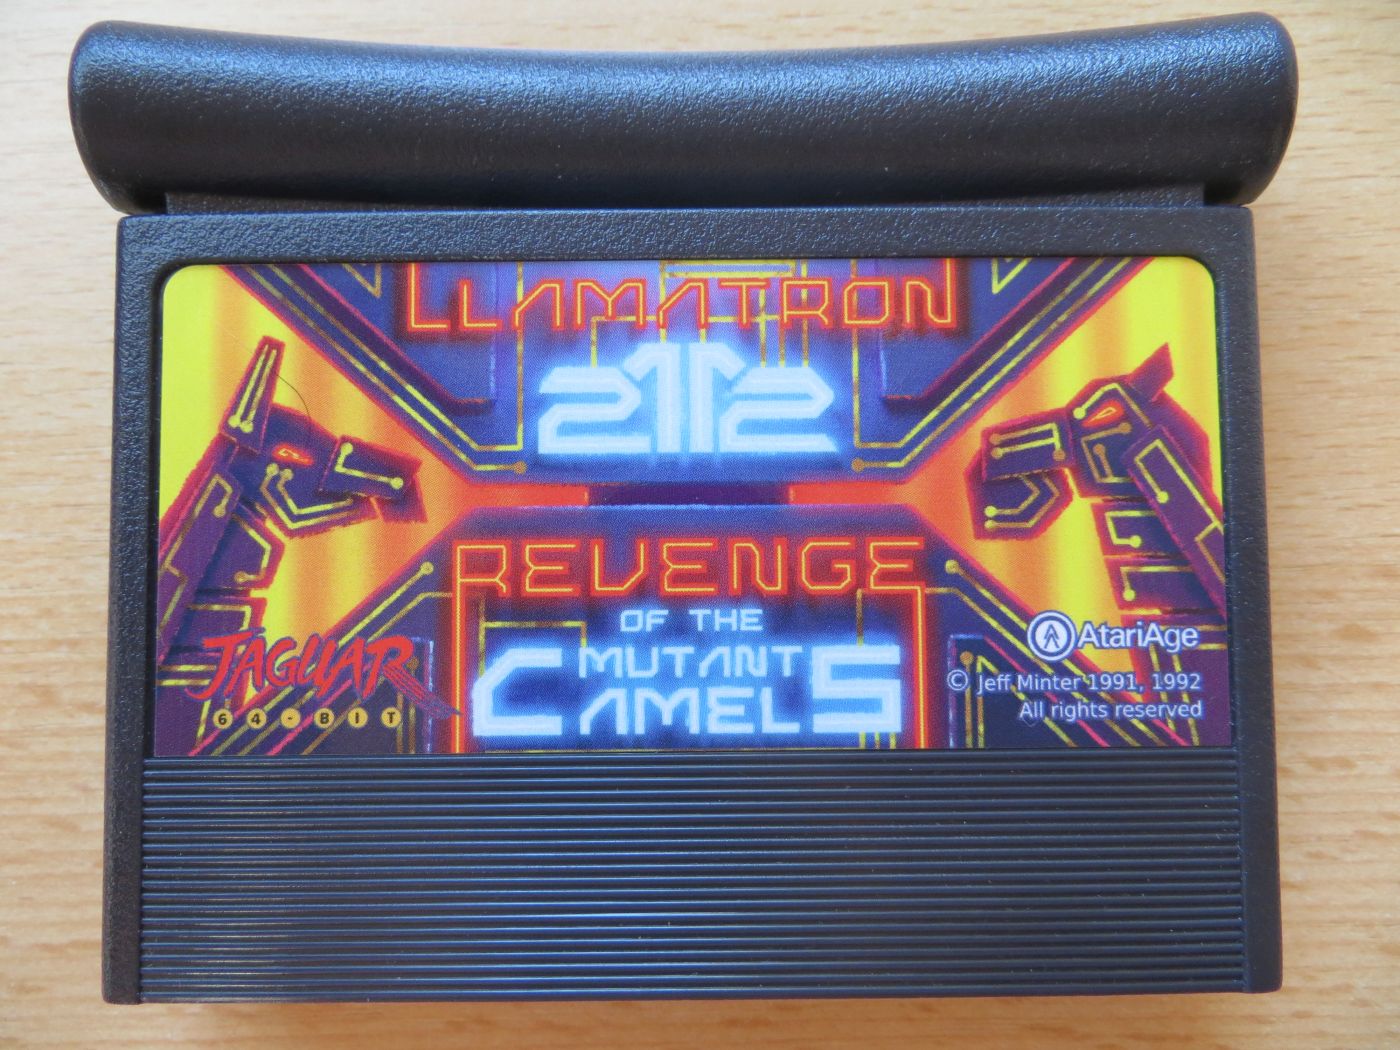 LLAMATRON
2112
REVENGE
OF THE
MUTANT
CAMELS
JAGUAR
64-BIT
AtariAge
© Jeff Minter 1991, 1992
All rights reserved